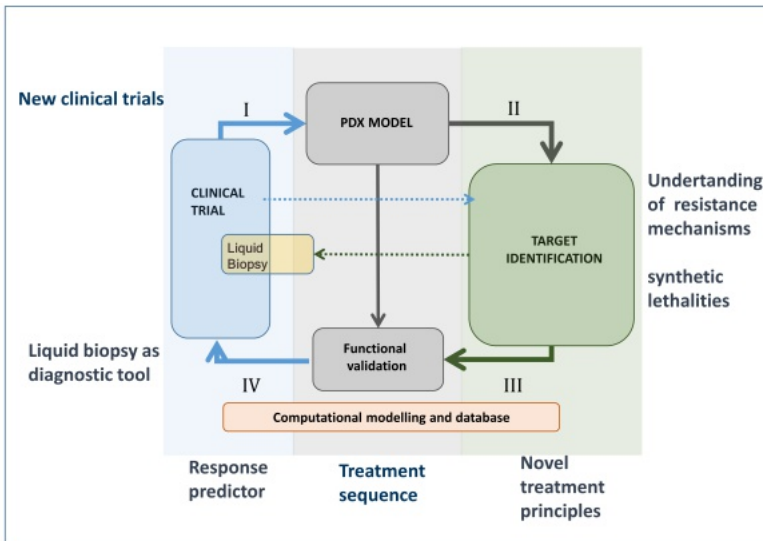 New clinical trials
I
PDX MODEL
II
CLINICAL
TRIAL
Liquid
Biopsy
TARGET
IDENTIFICATION
Undertanding
of resistance
mechanisms
synthetic
lethalities
Liquid biopsy as
diagnostic tool
Functional
validation
IV
III
Computational modelling and database
Response
predictor
Treatment
sequence
Novel
treatment
principles